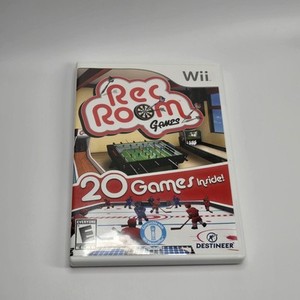 Wii
Rec
Room
Games
20 Games Inside!
EVERYONE
E
DESTINEER